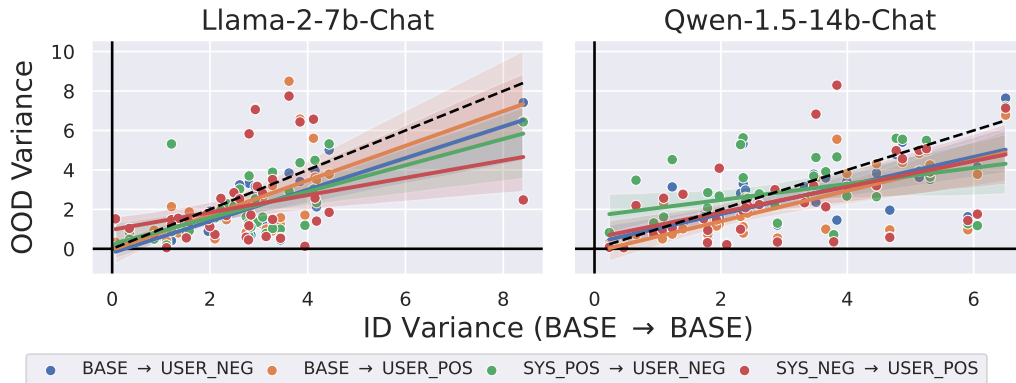 Llama-2-7b-Chat
Qwen-1.5-14b-Chat
OOD Variance
10
8
6
4
2
0
0 2 4 6 8
0 2 4 6
ID Variance (BASE → BASE)
BASE → USER_NEG BASE → USER_POS SYS_POS → USER_NEG SYS_NEG → USER_POS